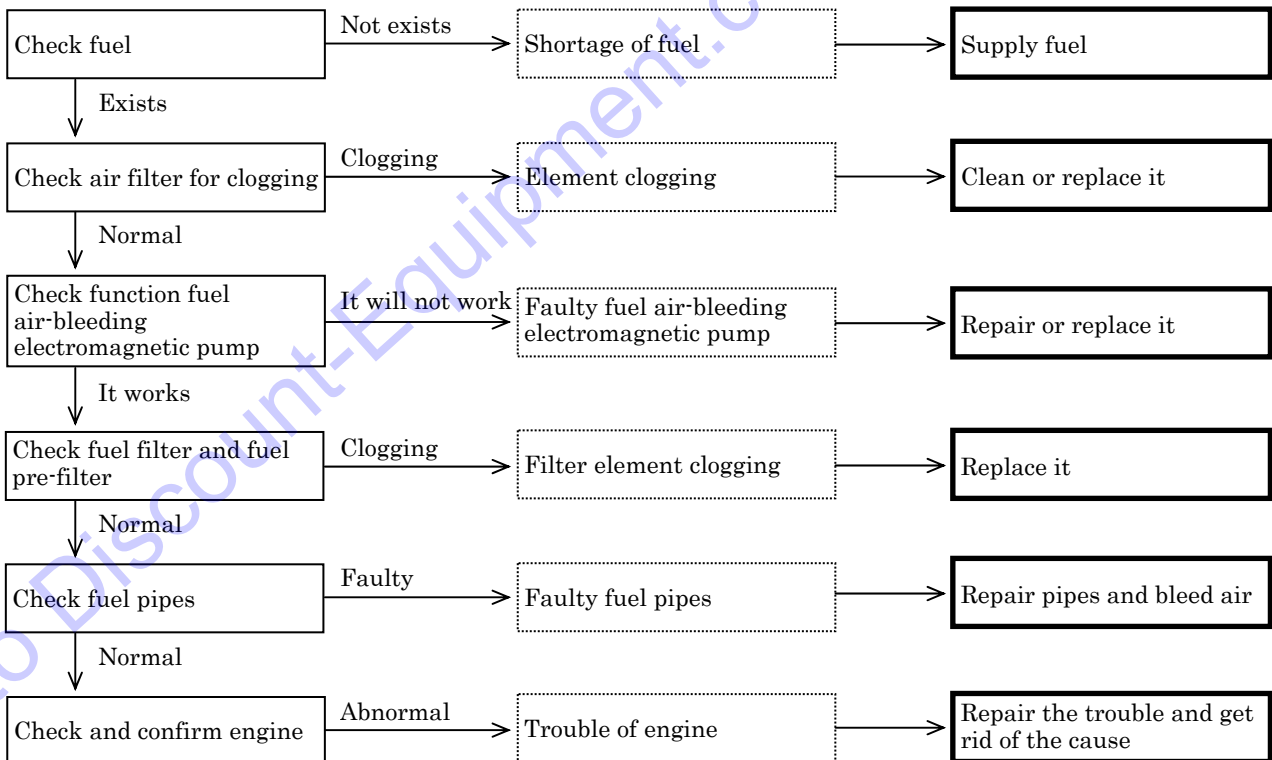 Check fuel
Not exists
Shortage of fuel
Supply fuel
Exists
Check air filter for clogging
Clogging
Element clogging
Clean or replace it
Normal
Check function fuel
air-bleeding
electromagnetic pump
It will not work
Faulty fuel air-bleeding
electromagnetic pump
Repair or replace it
It works
Check fuel filter and fuel
pre-filter
Clogging
Filter element clogging
Replace it
Normal
Check fuel pipes
Faulty
Faulty fuel pipes
Repair pipes and bleed air
Normal
Check and confirm engine
Abnormal
Trouble of engine
Repair the trouble and get
rid of the cause
to Discount-Equipment.c